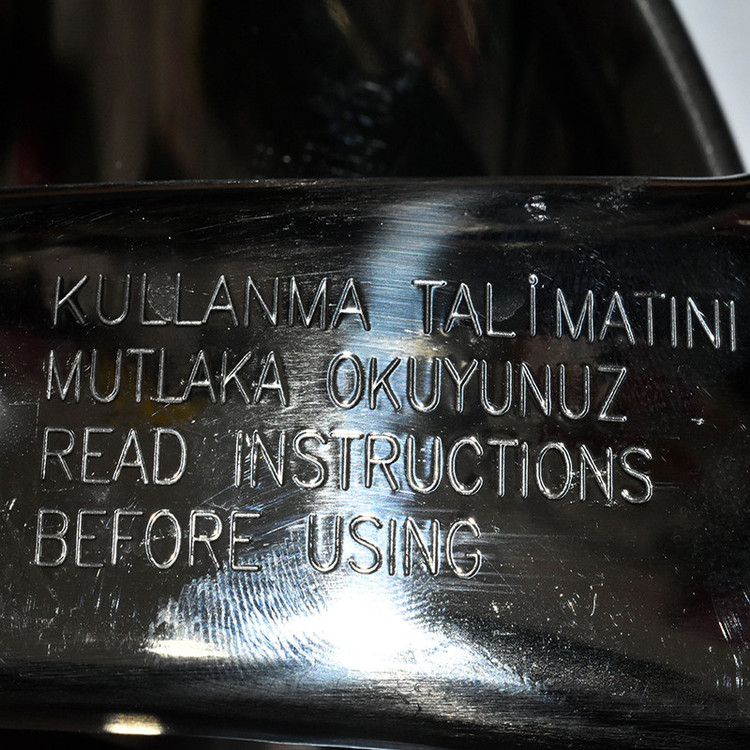 KULLANMA TALİMATINI
MUTLAKA OKUYUNUZ
READ INSTRUCTIONS
BEFORE USING